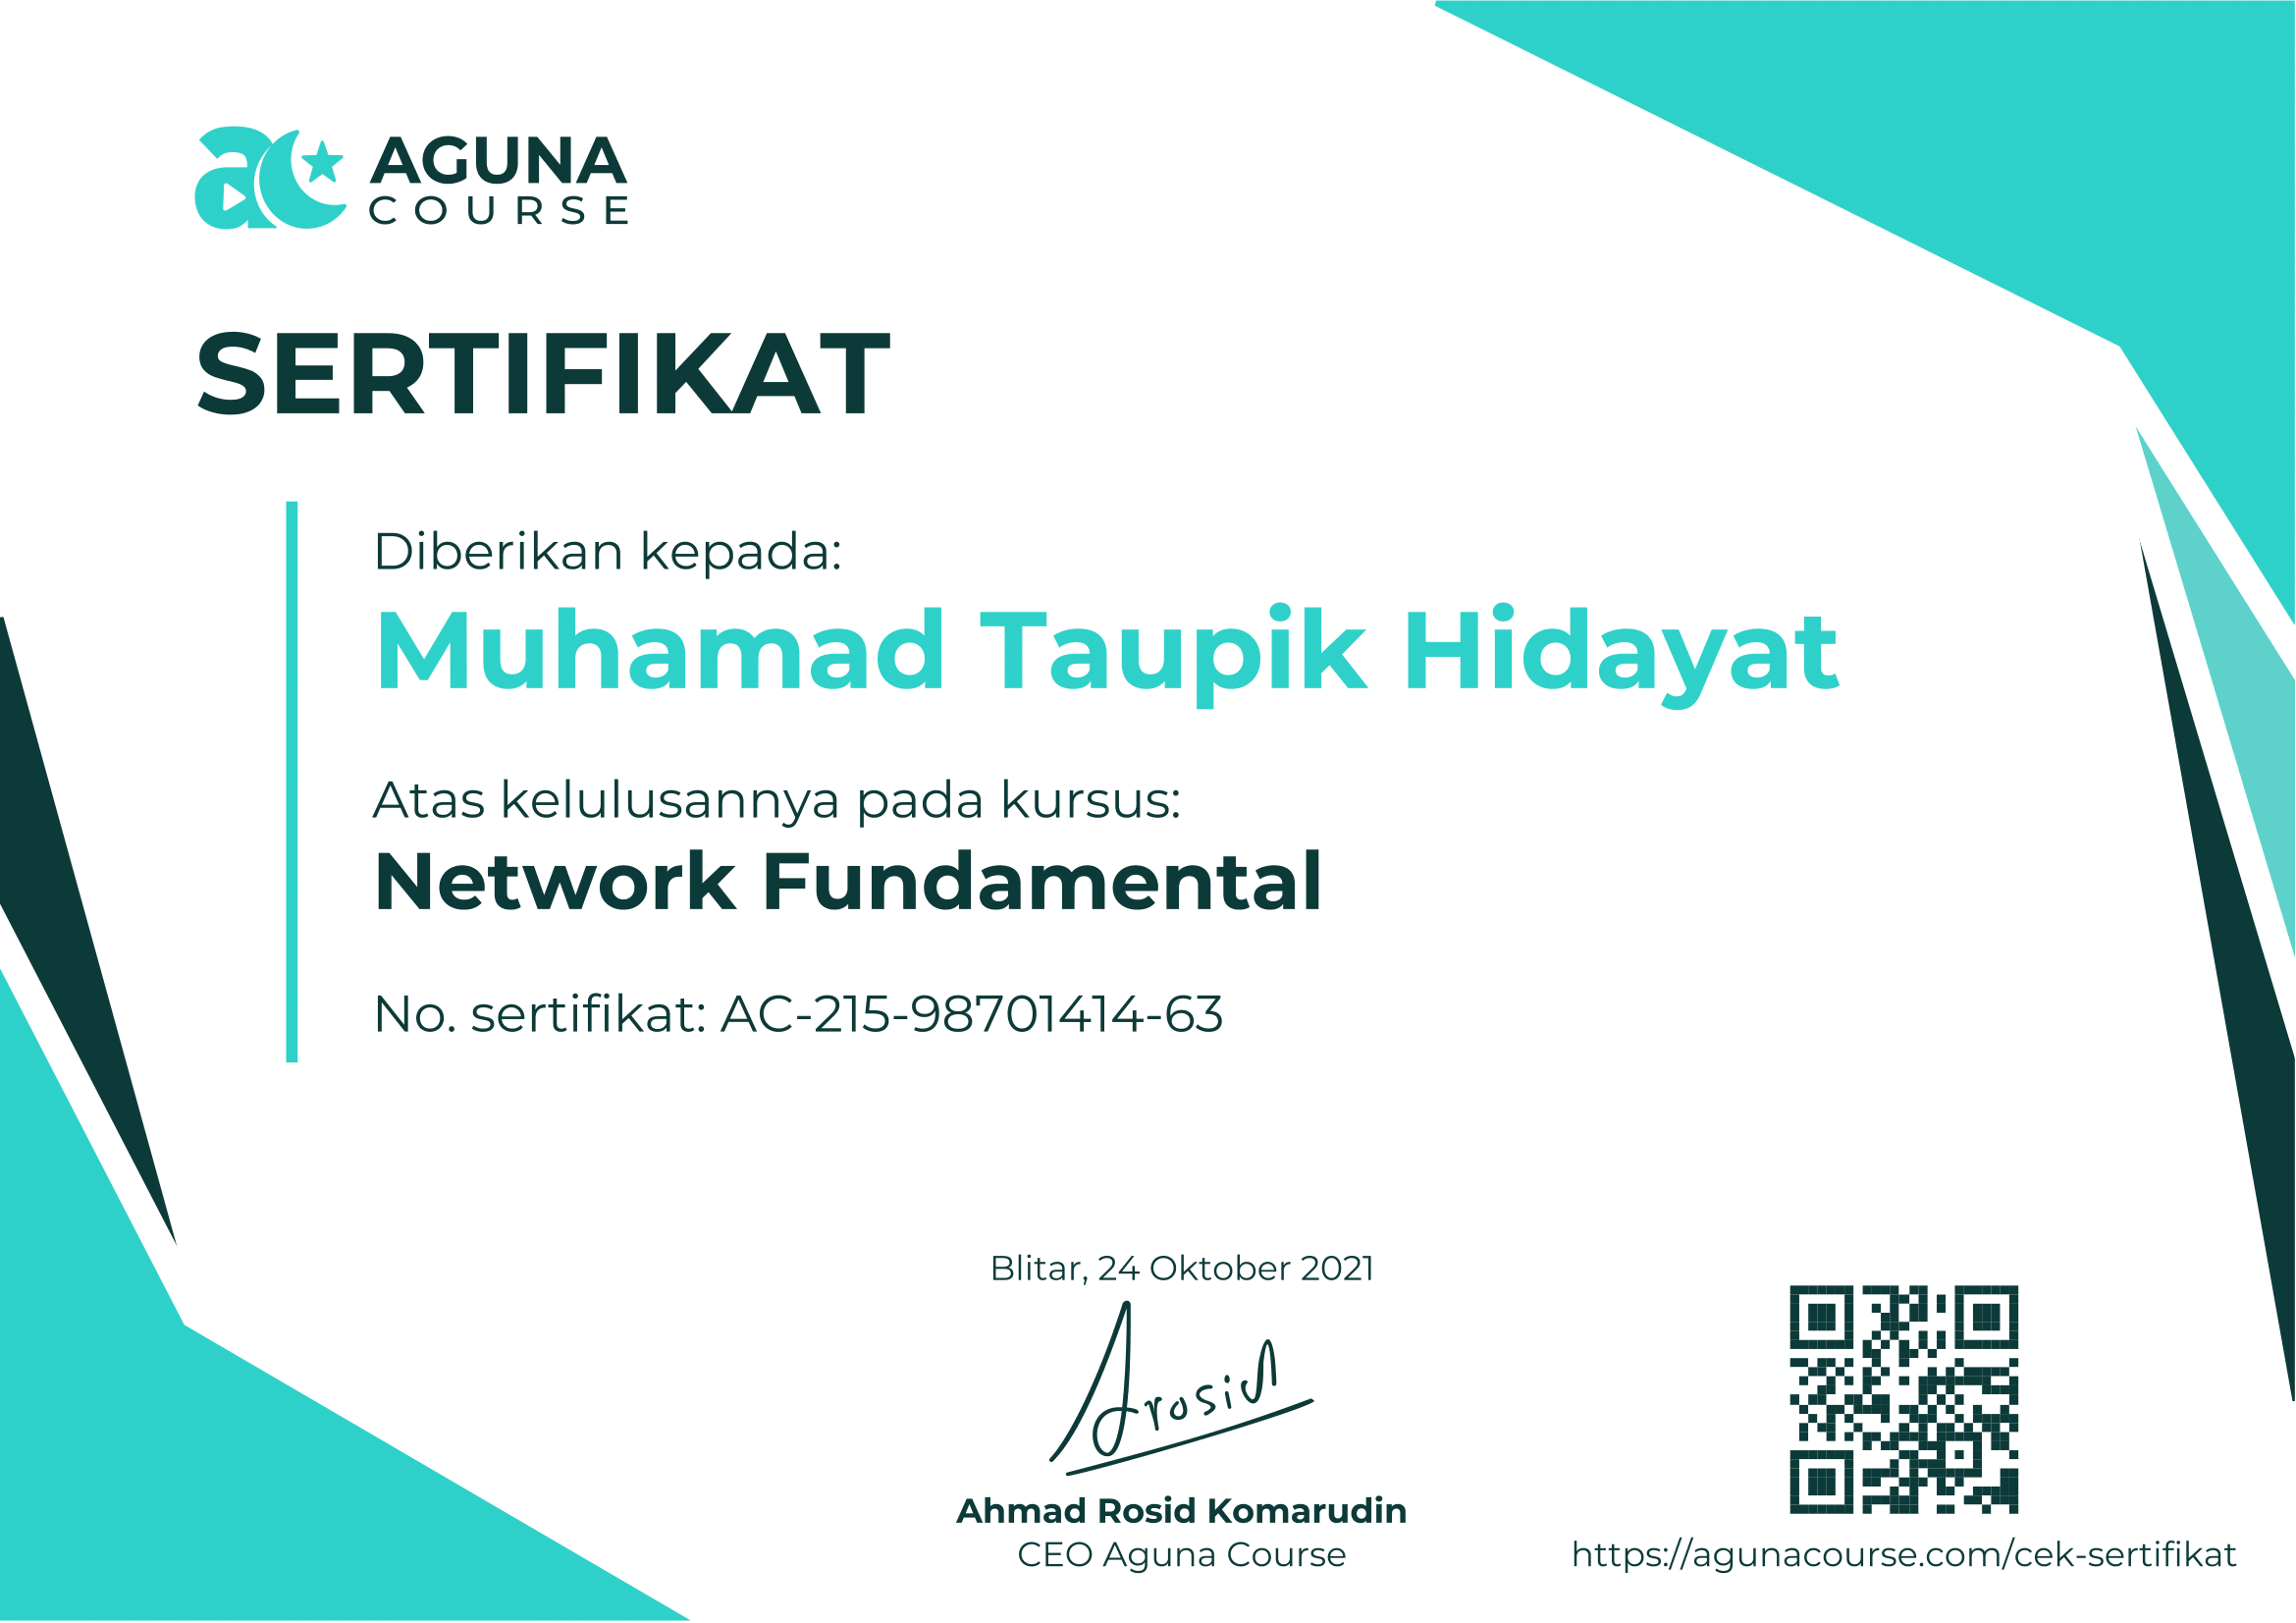 AGUNA
COURSE
SERTIFIKAT
Diberikan kepada:
Muhamad Taupik Hidayat
Atas kelulusannya pada kursus:
Network Fundamental
No. sertifikat: AC-215-98701414-63
Blitar, 24 Oktober 2021
Arosid
Ahmad Rosid Komarudin
CEO Aguna Course
https://agunacourse.com/cek-sertifikat